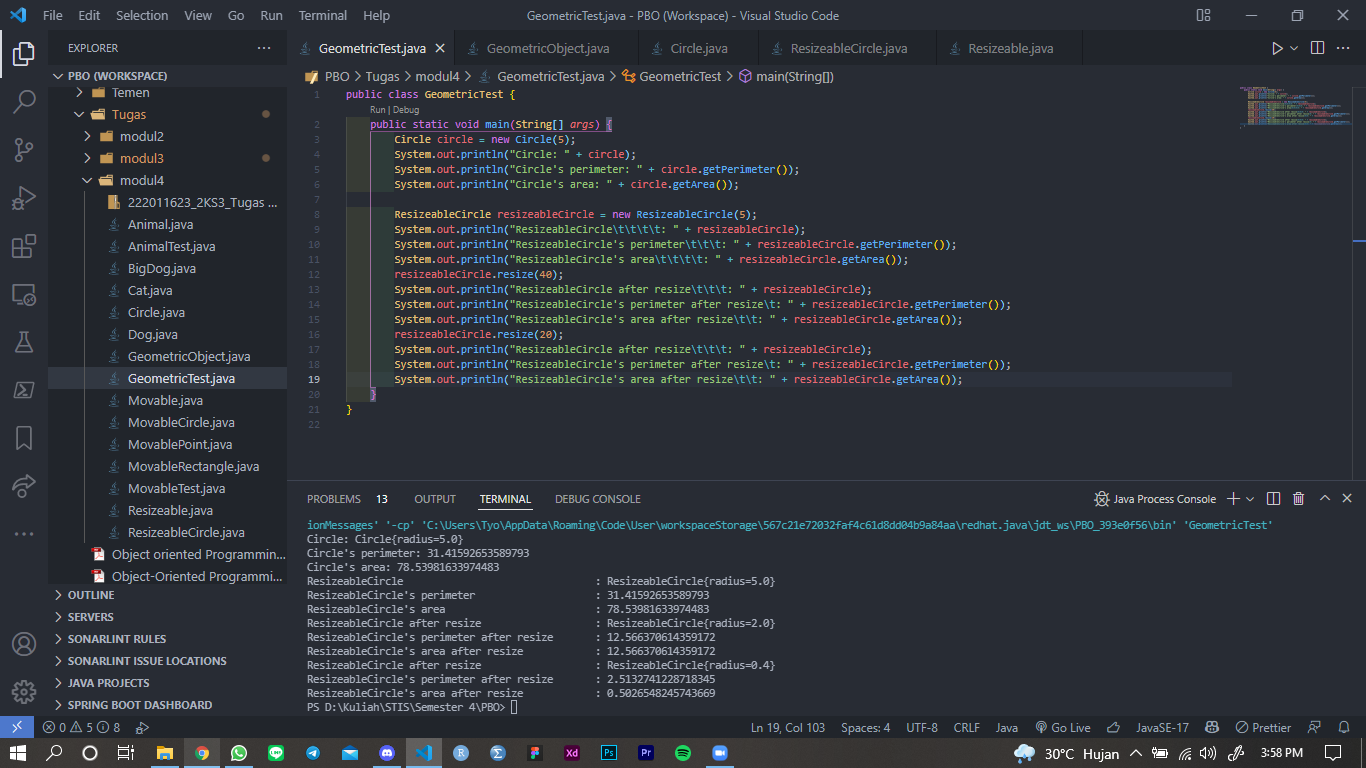 File Edit Selection View Go Run Terminal Help GeometricTest.java - PBO (Workspace) - Visual Studio Code
EXPLORER
PBO (WORKSPACE)
Temen
Tugas
modul2
modul3
modul4
222011623_2KS3_Tugas ...
Animal.java
AnimalTest.java
BigDog.java
Cat.java
Circle.java
Dog.java
GeometricObject.java
GeometricTest.java
Movable.java
MovableCircle.java
MovablePoint.java
MovableRectangle.java
MovableTest.java
Resizeable.java
ResizeableCircle.java
Object oriented Programmin...
Object-Oriented Programmi...
OUTLINE
SERVERS
SONARLINT RULES
SONARLINT ISSUE LOCATIONS
JAVA PROJECTS
SPRING BOOT DASHBOARD
GeometricTest.java GeometricObject.java Circle.java ResizeableCircle.java Resizeable.java
PBO > Tugas > modul4 > GeometricTest.java > GeometricTest > main(String[])
1 public class GeometricTest {
Run | Debug
2 public static void main(String[] args) {
3 Circle circle = new Circle(5);
4 System.out.println("Circle: " + circle);
5 System.out.println("Circle's perimeter: " + circle.getPerimeter());
6 System.out.println("Circle's area: " + circle.getArea());
7
8 ResizeableCircle resizeableCircle = new ResizeableCircle(5);
9 System.out.println("ResizeableCircle\t\t\t\t: " + resizeableCircle);
10 System.out.println("ResizeableCircle's perimeter\t\t\t: " + resizeableCircle.getPerimeter());
11 System.out.println("ResizeableCircle's area\t\t\t\t: " + resizeableCircle.getArea());
12 resizeableCircle.resize(40);
13 System.out.println("ResizeableCircle after resize\t\t\t: " + resizeableCircle);
14 System.out.println("ResizeableCircle's perimeter after resize\t: " + resizeableCircle.getPerimeter());
15 System.out.println("ResizeableCircle's area after resize\t\t: " + resizeableCircle.getArea());
16 resizeableCircle.resize(20);
17 System.out.println("ResizeableCircle after resize\t\t\t: " + resizeableCircle);
18 System.out.println("ResizeableCircle's perimeter after resize\t: " + resizeableCircle.getPerimeter());
19 System.out.println("ResizeableCircle's area after resize\t\t: " + resizeableCircle.getArea());
20 }
21 }
22
PROBLEMS 13 OUTPUT TERMINAL DEBUG CONSOLE Java Process Console
ionMessages' '-cp' 'C:\Users\Tyo\AppData\Roaming\Code\User\workspaceStorage\567c21e72032faf4c61d8dd04b9a84aa\redhat.java\jdt_ws\PBO_393e0f56\bin' 'GeometricTest'
Circle: Circle{radius=5.0}
Circle's perimeter: 31.41592653589793
Circle's area: 78.53981633974483
ResizeableCircle : ResizeableCircle{radius=5.0}
ResizeableCircle's perimeter : 31.41592653589793
ResizeableCircle's area : 78.53981633974483
ResizeableCircle after resize : ResizeableCircle{radius=2.0}
ResizeableCircle's perimeter after resize : 12.566370614359172
ResizeableCircle's area after resize : 12.566370614359172
ResizeableCircle after resize : ResizeableCircle{radius=0.4}
ResizeableCircle's perimeter after resize : 2.5132741228718345
ResizeableCircle's area after resize : 0.5026548245743669
PS D:\Kuliah\STIS\Semester 4\PBO>
0 5 8 Ln 19, Col 103 Spaces: 4 UTF-8 CRLF Java Go Live JavaSE-17 Prettier
R Σ Xd Ps Pr 30°C Hujan 3:58 PM